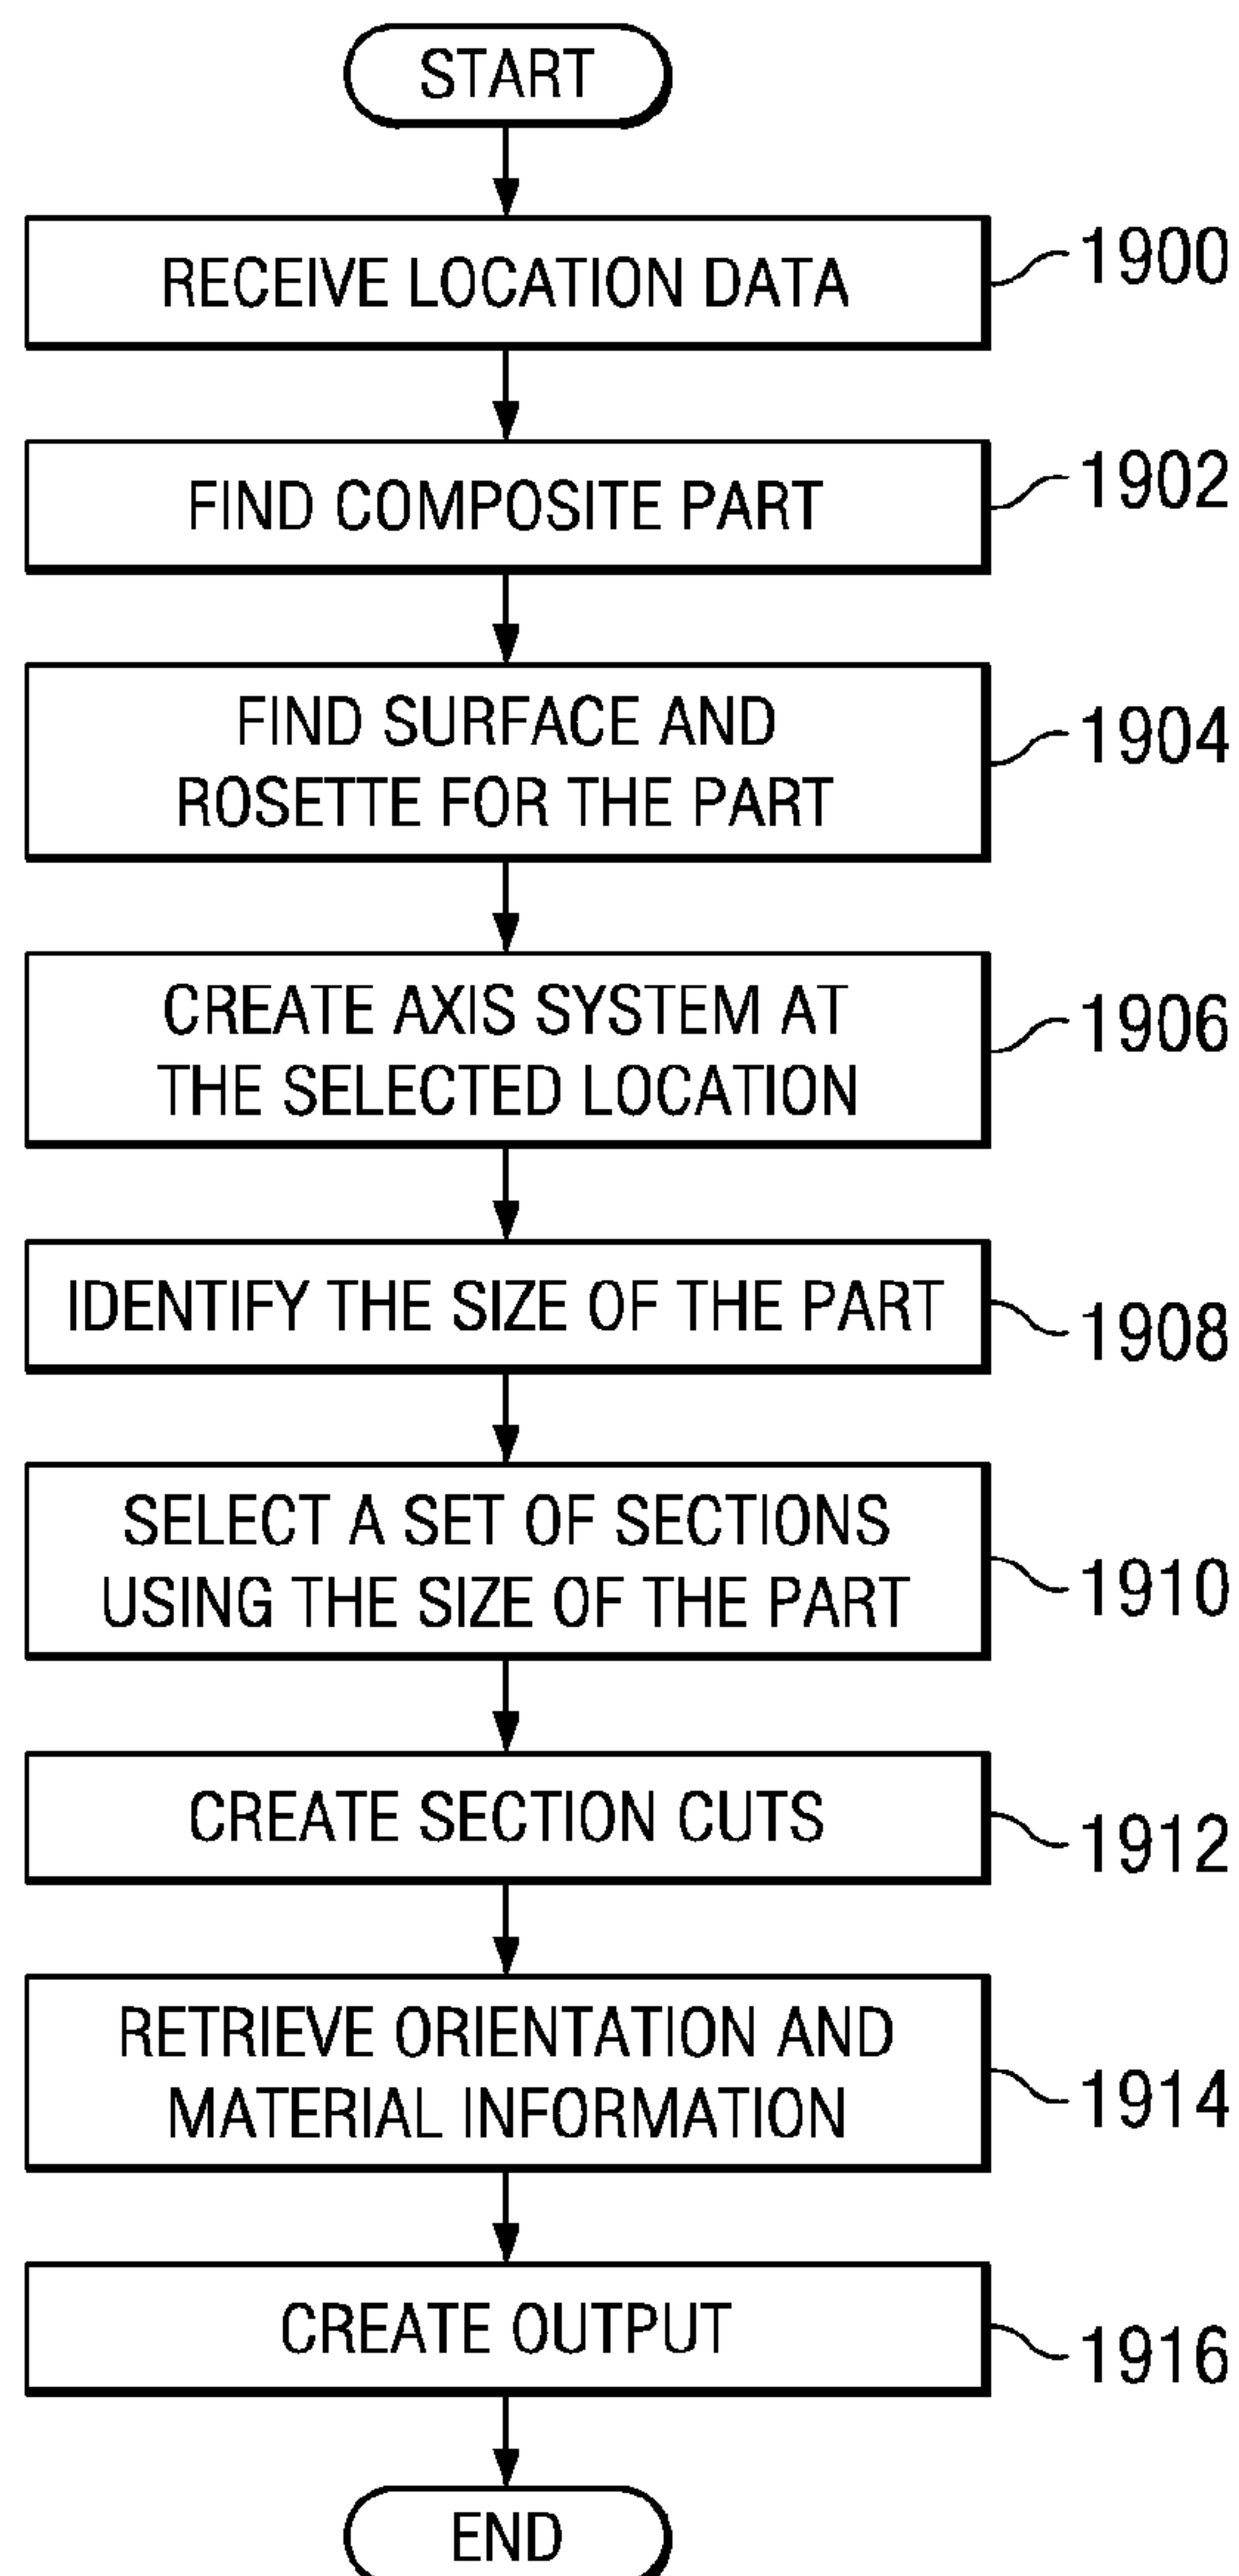 START
RECEIVE LOCATION DATA
1900
FIND COMPOSITE PART
1902
FIND SURFACE AND
ROSETTE FOR THE PART
1904
CREATE AXIS SYSTEM AT
THE SELECTED LOCATION
1906
IDENTIFY THE SIZE OF THE PART
1908
SELECT A SET OF SECTIONS
USING THE SIZE OF THE PART
1910
CREATE SECTION CUTS
1912
RETRIEVE ORIENTATION AND
MATERIAL INFORMATION
1914
CREATE OUTPUT
1916
END